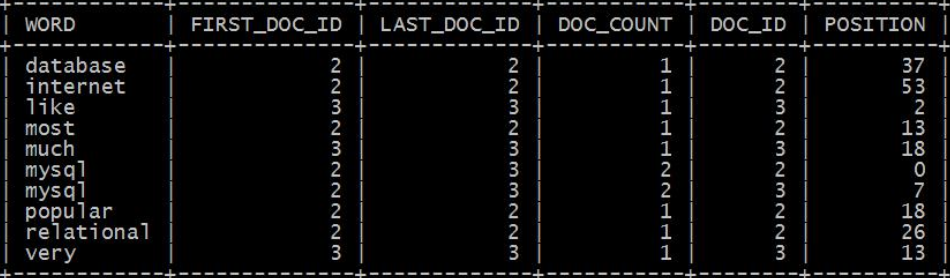 | WORD | FIRST_DOC_ID | LAST_DOC_ID | DOC_COUNT | DOC_ID | POSITION |
| database | 2 | 2 | 1 | 2 | 37 |
| internet | 2 | 2 | 1 | 2 | 53 |
| like | 3 | 3 | 1 | 3 | 2 |
| most | 2 | 2 | 1 | 2 | 13 |
| much | 3 | 3 | 1 | 3 | 18 |
| mysql | 2 | 3 | 2 | 2 | 0 |
| mysql | 2 | 3 | 2 | 3 | 7 |
| popular | 2 | 2 | 1 | 2 | 18 |
| relational | 2 | 2 | 1 | 2 | 26 |
| very | 3 | 3 | 1 | 3 | 13 |